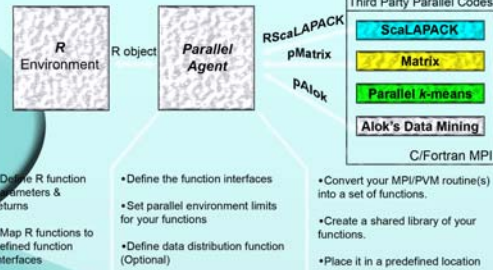 Third Party Parallel Codes
RScaLAPACK
ScaLAPACK
R
Environment
R object
Parallel
Agent
pMatrix
Matrix
pAlok
Parallel k-means
Alok's Data Mining
C/Fortran MPI
R function
&
Map R functions to
•Define the function interfaces
•Set parallel environment limits
for your functions
•Define data distribution function
(Optional)
•Convert your MPI/PVM routine(s)
into a set of functions.
•Create a shared library of your
functions.
•Place it in a predefined location